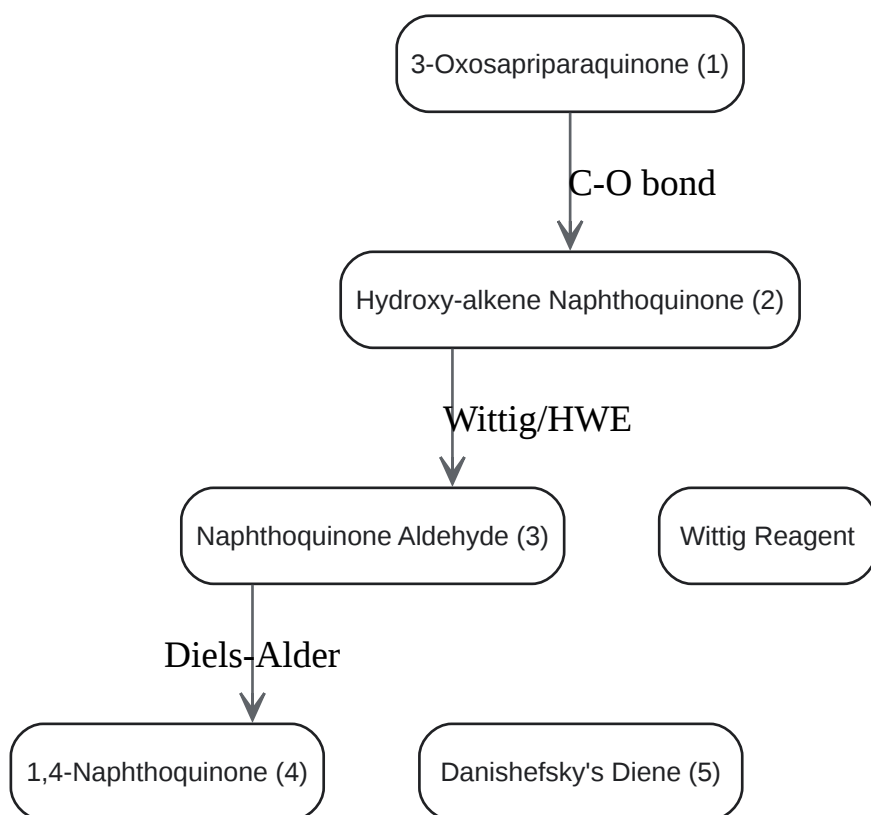 3-Oxosapriparaquinone (1)
C-O bond
Hydroxy-alkene Naphthoquinone (2)
Wittig/HWE
Naphthoquinone Aldehyde (3)
Wittig Reagent
Diels-Alder
1,4-Naphthoquinone (4)
Danishefsky's Diene (5)